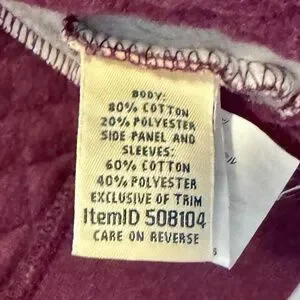 BODY:
80% COTTON
20% POLYESTER
SIDE PANEL AND
SLEEVES:
60% COTTON
40% POLYESTER
EXCLUSIVE OF TRIM
ItemID 508104
CARE ON REVERSE